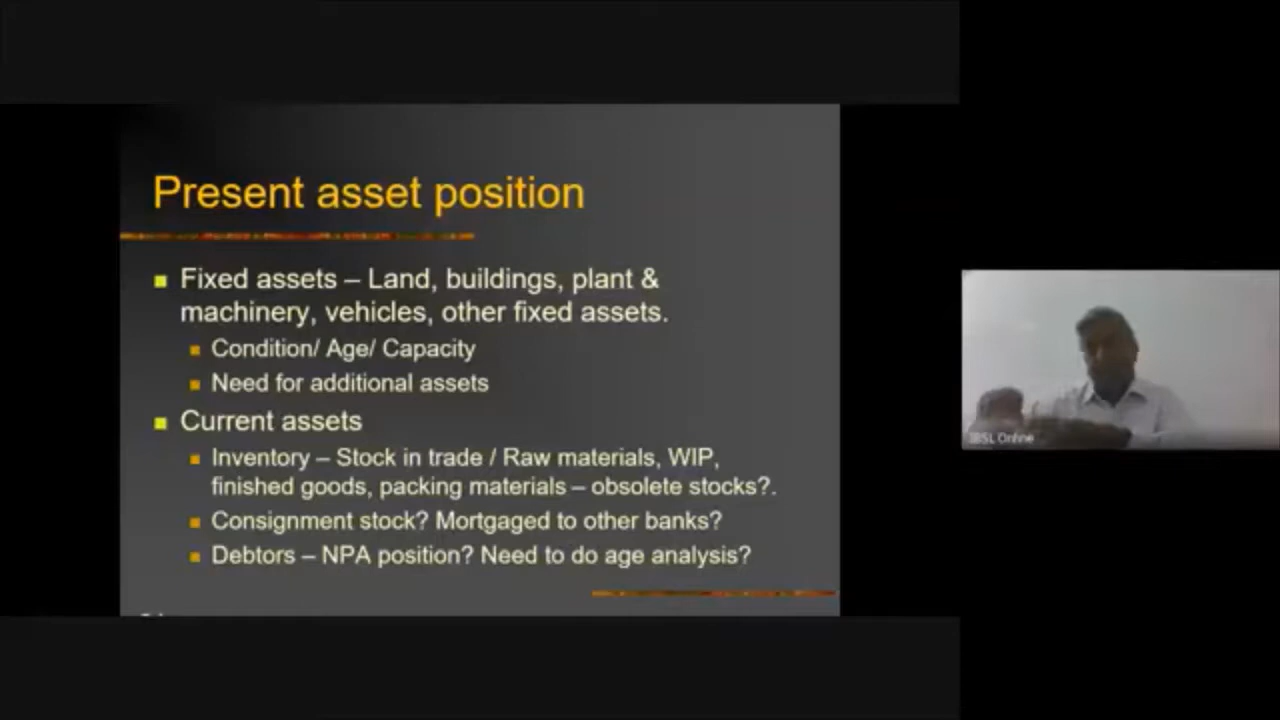 Present asset position
Fixed assets – Land, buildings, plant &
machinery, vehicles, other fixed assets.
Condition/ Age/ Capacity
Need for additional assets
Current assets
Inventory – Stock in trade / Raw materials, WIP,
finished goods, packing materials – obsolete stocks?.
Consignment stock? Mortgaged to other banks?
Debtors – NPA position? Need to do age analysis?
IBSL Online